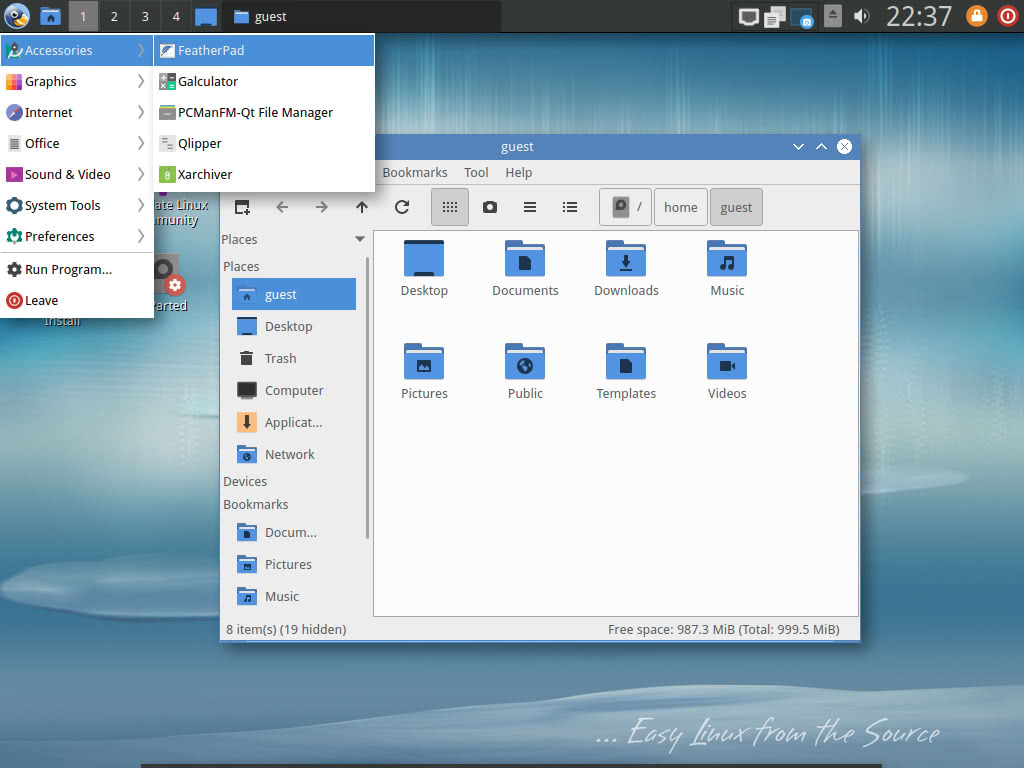 1 2 3 4 guest 22:37
Accessories
Graphics
Internet
Office
Sound & Video
System Tools
Preferences
Run Program...
Leave
FeatherPad
Galculator
PCManFM-Qt File Manager
Qlipper
Xarchiver
ate Linux
munity
arted
Install
guest
Bookmarks Tool Help
/ home guest
Places
Places
guest
Desktop
Trash
Computer
Applicat...
Network
Devices
Bookmarks
Docum...
Pictures
Music
Desktop Documents Downloads Music
Pictures Public Templates Videos
8 item(s) (19 hidden) Free space: 987.3 MiB (Total: 999.5 MiB)
... Easy Linux from the Source